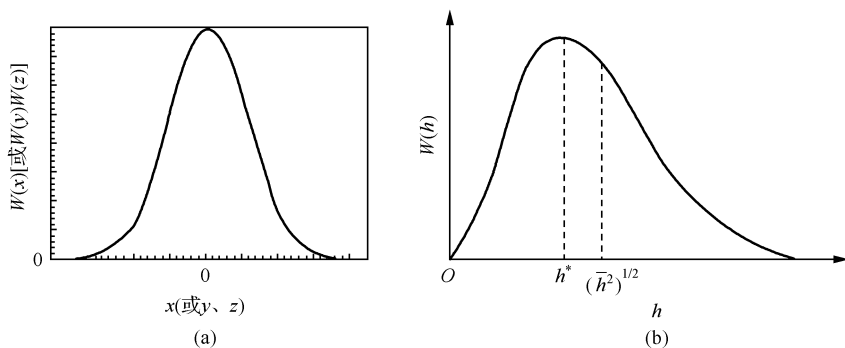 W(x)[或W(y)W(z)]
0
0
x(或y、z)
(a)
W(h)
O
h*
(h̄²)1/2
h
(b)